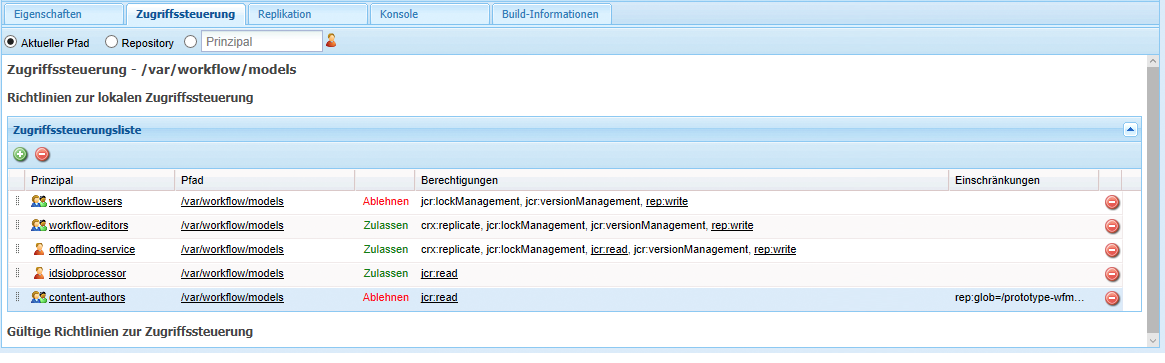 Eigenschaften Zugriffssteuerung Replikation Konsole Build-Informationen
Aktueller Pfad Repository Prinzipal
Zugriffssteuerung - /var/workflow/models
Richtlinien zur lokalen Zugriffssteuerung
Zugriffssteuerungsliste
Prinzipal Pfad Berechtigungen Einschränkungen
workflow-users /var/workflow/models Ablehnen jcr:lockManagement, jcr:versionManagement, rep:write
workflow-editors /var/workflow/models Zulassen crx:replicate, jcr:lockManagement, jcr:versionManagement, rep:write
offloading-service /var/workflow/models Zulassen crx:replicate, jcr:lockManagement, jcr:read, jcr:versionManagement, rep:write
idsjobprocessor /var/workflow/models Zulassen jcr:read
content-authors /var/workflow/models Ablehnen jcr:read rep:glob=/prototype-wfm...
Gültige Richtlinien zur Zugriffssteuerung